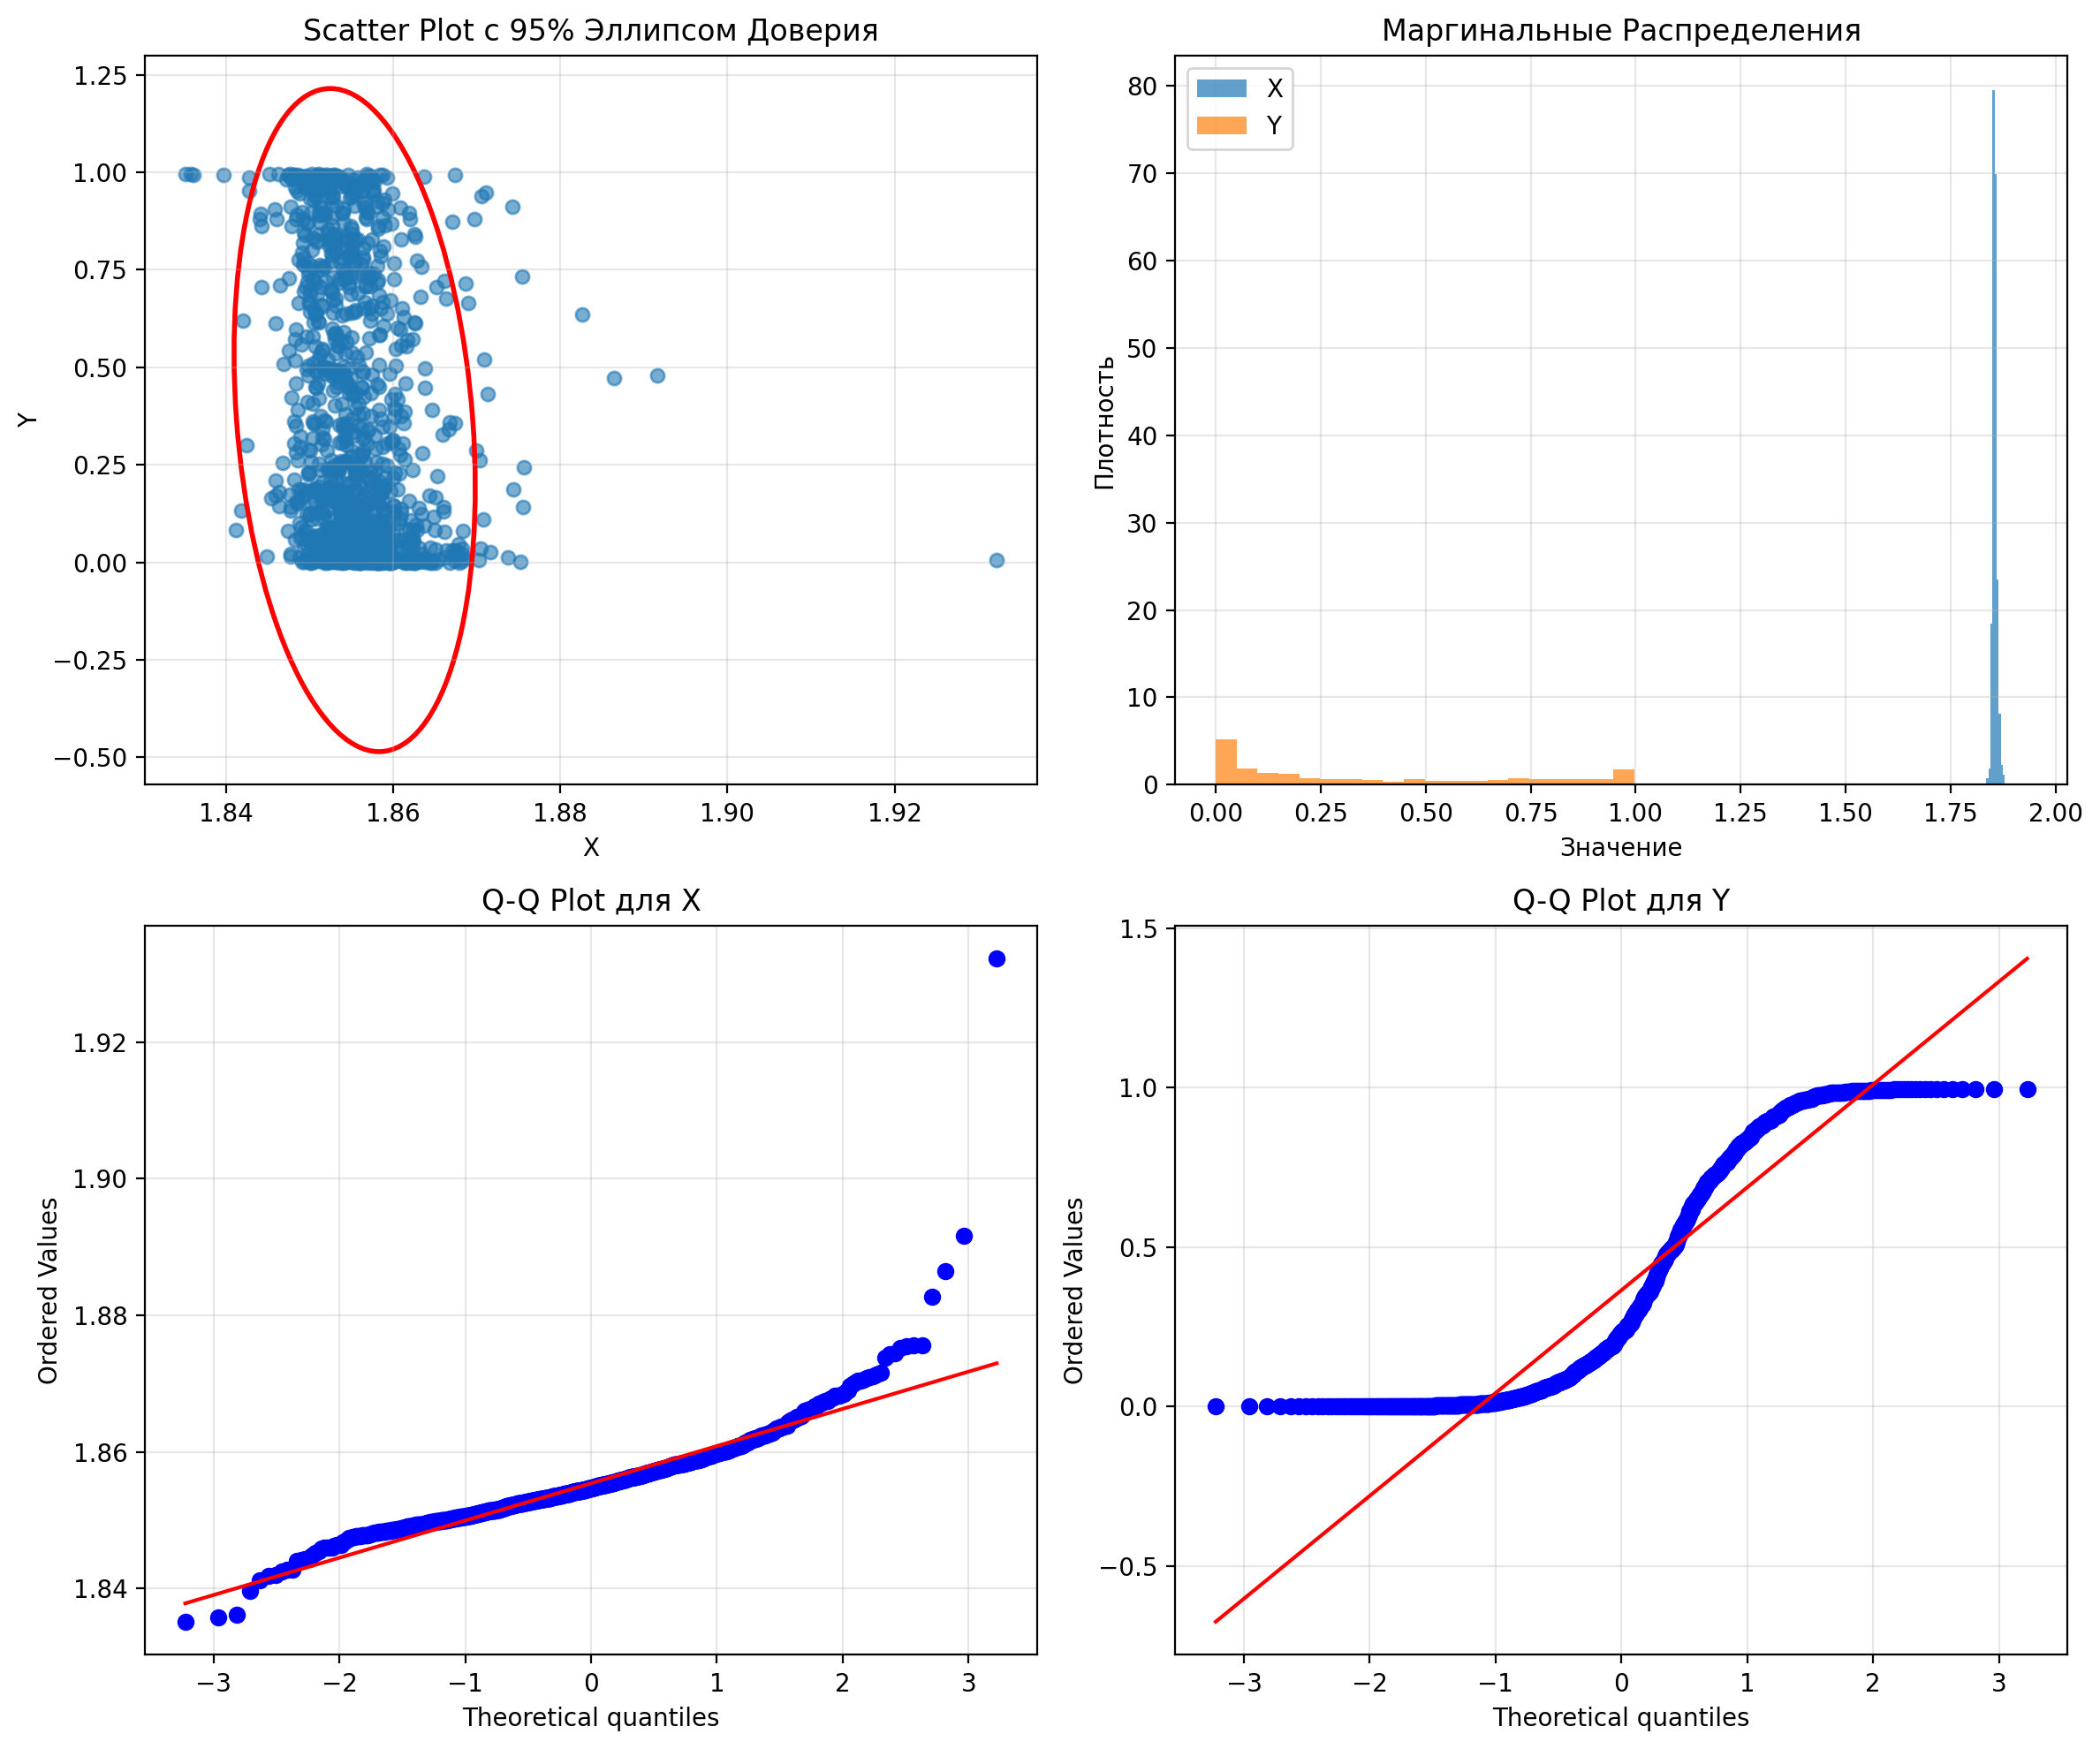 Scatter Plot с 95% Эллипсом Доверия
1.25
1.00
0.75
0.50
0.25
0.00
−0.25
−0.50
Y
1.84 1.86 1.88 1.90 1.92
X
Маргинальные Распределения
X
Y
80
70
60
50
40
30
20
10
0
Плотность
0.00 0.25 0.50 0.75 1.00 1.25 1.50 1.75 2.00
Значение
Q-Q Plot для X
1.92
1.90
1.88
1.86
1.84
Ordered Values
−3 −2 −1 0 1 2 3
Theoretical quantiles
Q-Q Plot для Y
1.5
1.0
0.5
0.0
−0.5
Ordered Values
−3 −2 −1 0 1 2 3
Theoretical quantiles